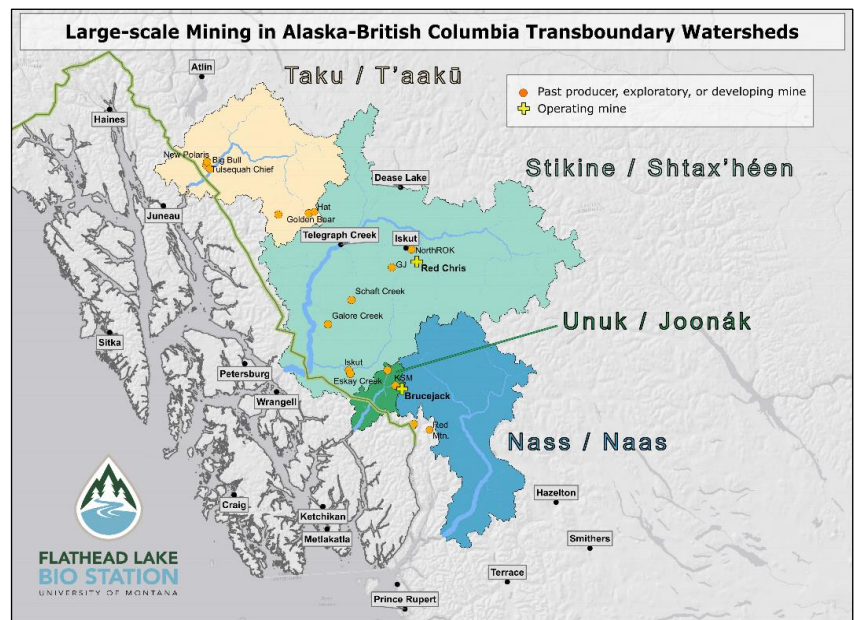 Large-scale Mining in Alaska-British Columbia Transboundary Watersheds
Atlin
Taku / T'aakū
Past producer, exploratory, or developing mine
Operating mine
Haines
New Polaris
Big Bull
Tulsequah Chief
Stikine / Shtax'héen
Dease Lake
Juneau
Hat
Golden Bear
Telegraph Creek
Iskut
NorthROK
GJ
Red Chris
Schaft Creek
Galore Creek
Unuk / Joonák
Sitka
Petersburg
Iskut
Eskay Creek
KSM
Brucejack
Wrangell
Red
Mtn.
Nass / Naas
Craig
Ketchikan
Metlakatla
Hazelton
Smithers
Terrace
Prince Rupert
FLATHEAD LAKE
BIO STATION
UNIVERSITY OF MONTANA